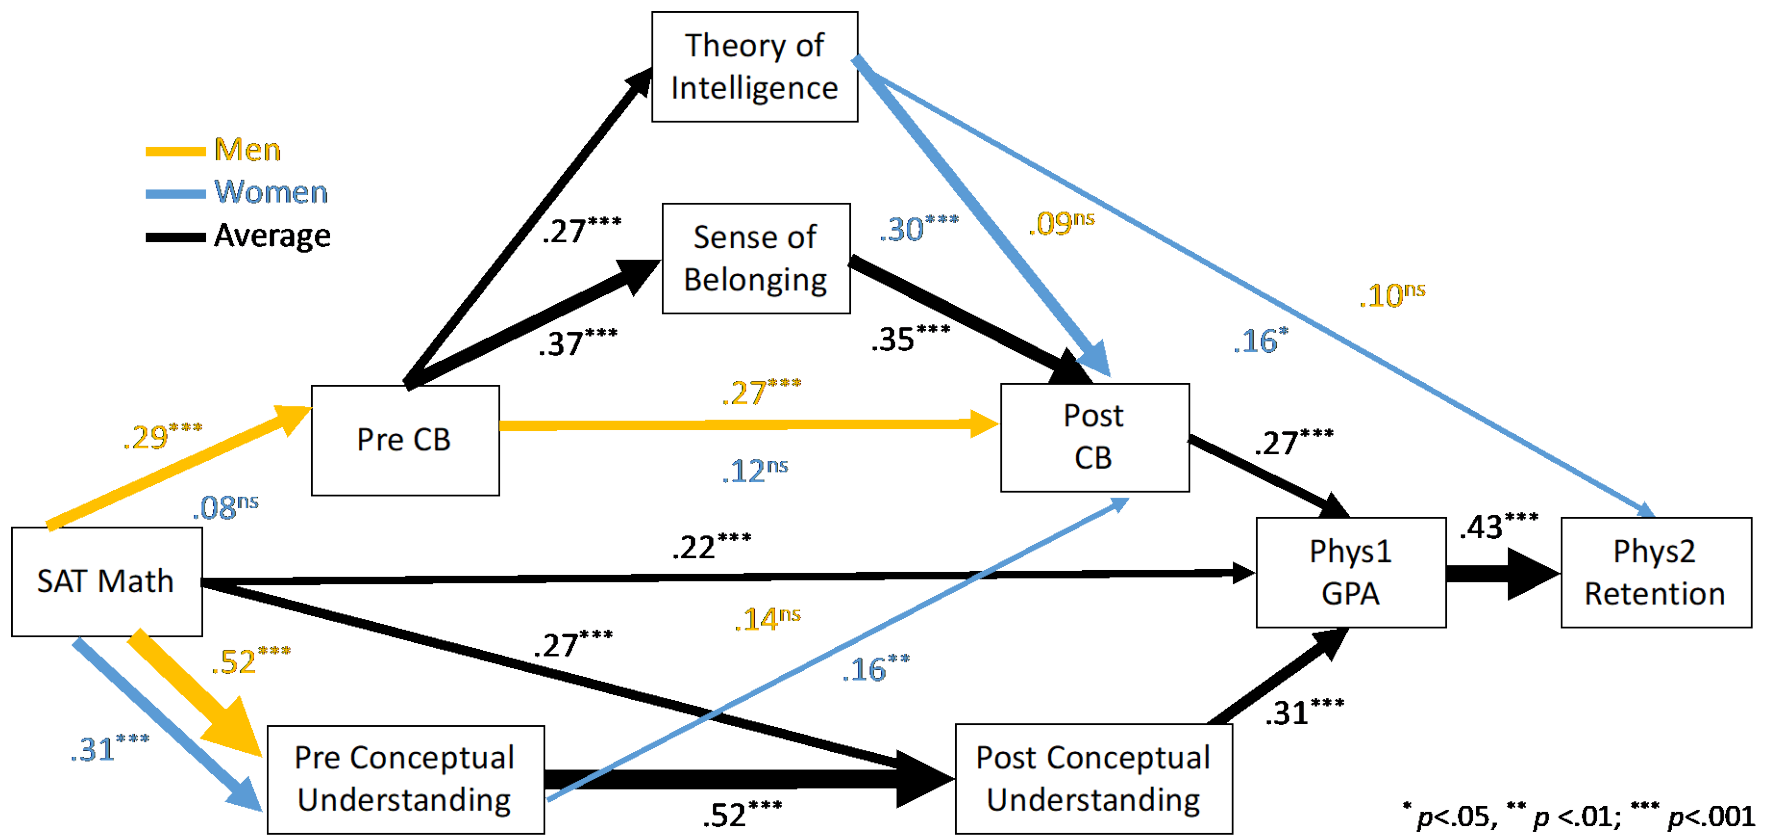 Theory of
Intelligence
Men
Women
Average
.27***
Sense of
Belonging
.30***
.09ns
.10ns
.37***
.35***
.16*
.29***
Pre CB
.27***
.12ns
Post
CB
.27***
.08ns
.22***
.43***
SAT Math
Phys1
GPA
Phys2
Retention
.14ns
.27***
.16**
.52***
.31***
.31***
Pre Conceptual
Understanding
.52***
Post Conceptual
Understanding
* p<.05, ** p <.01; *** p<.001